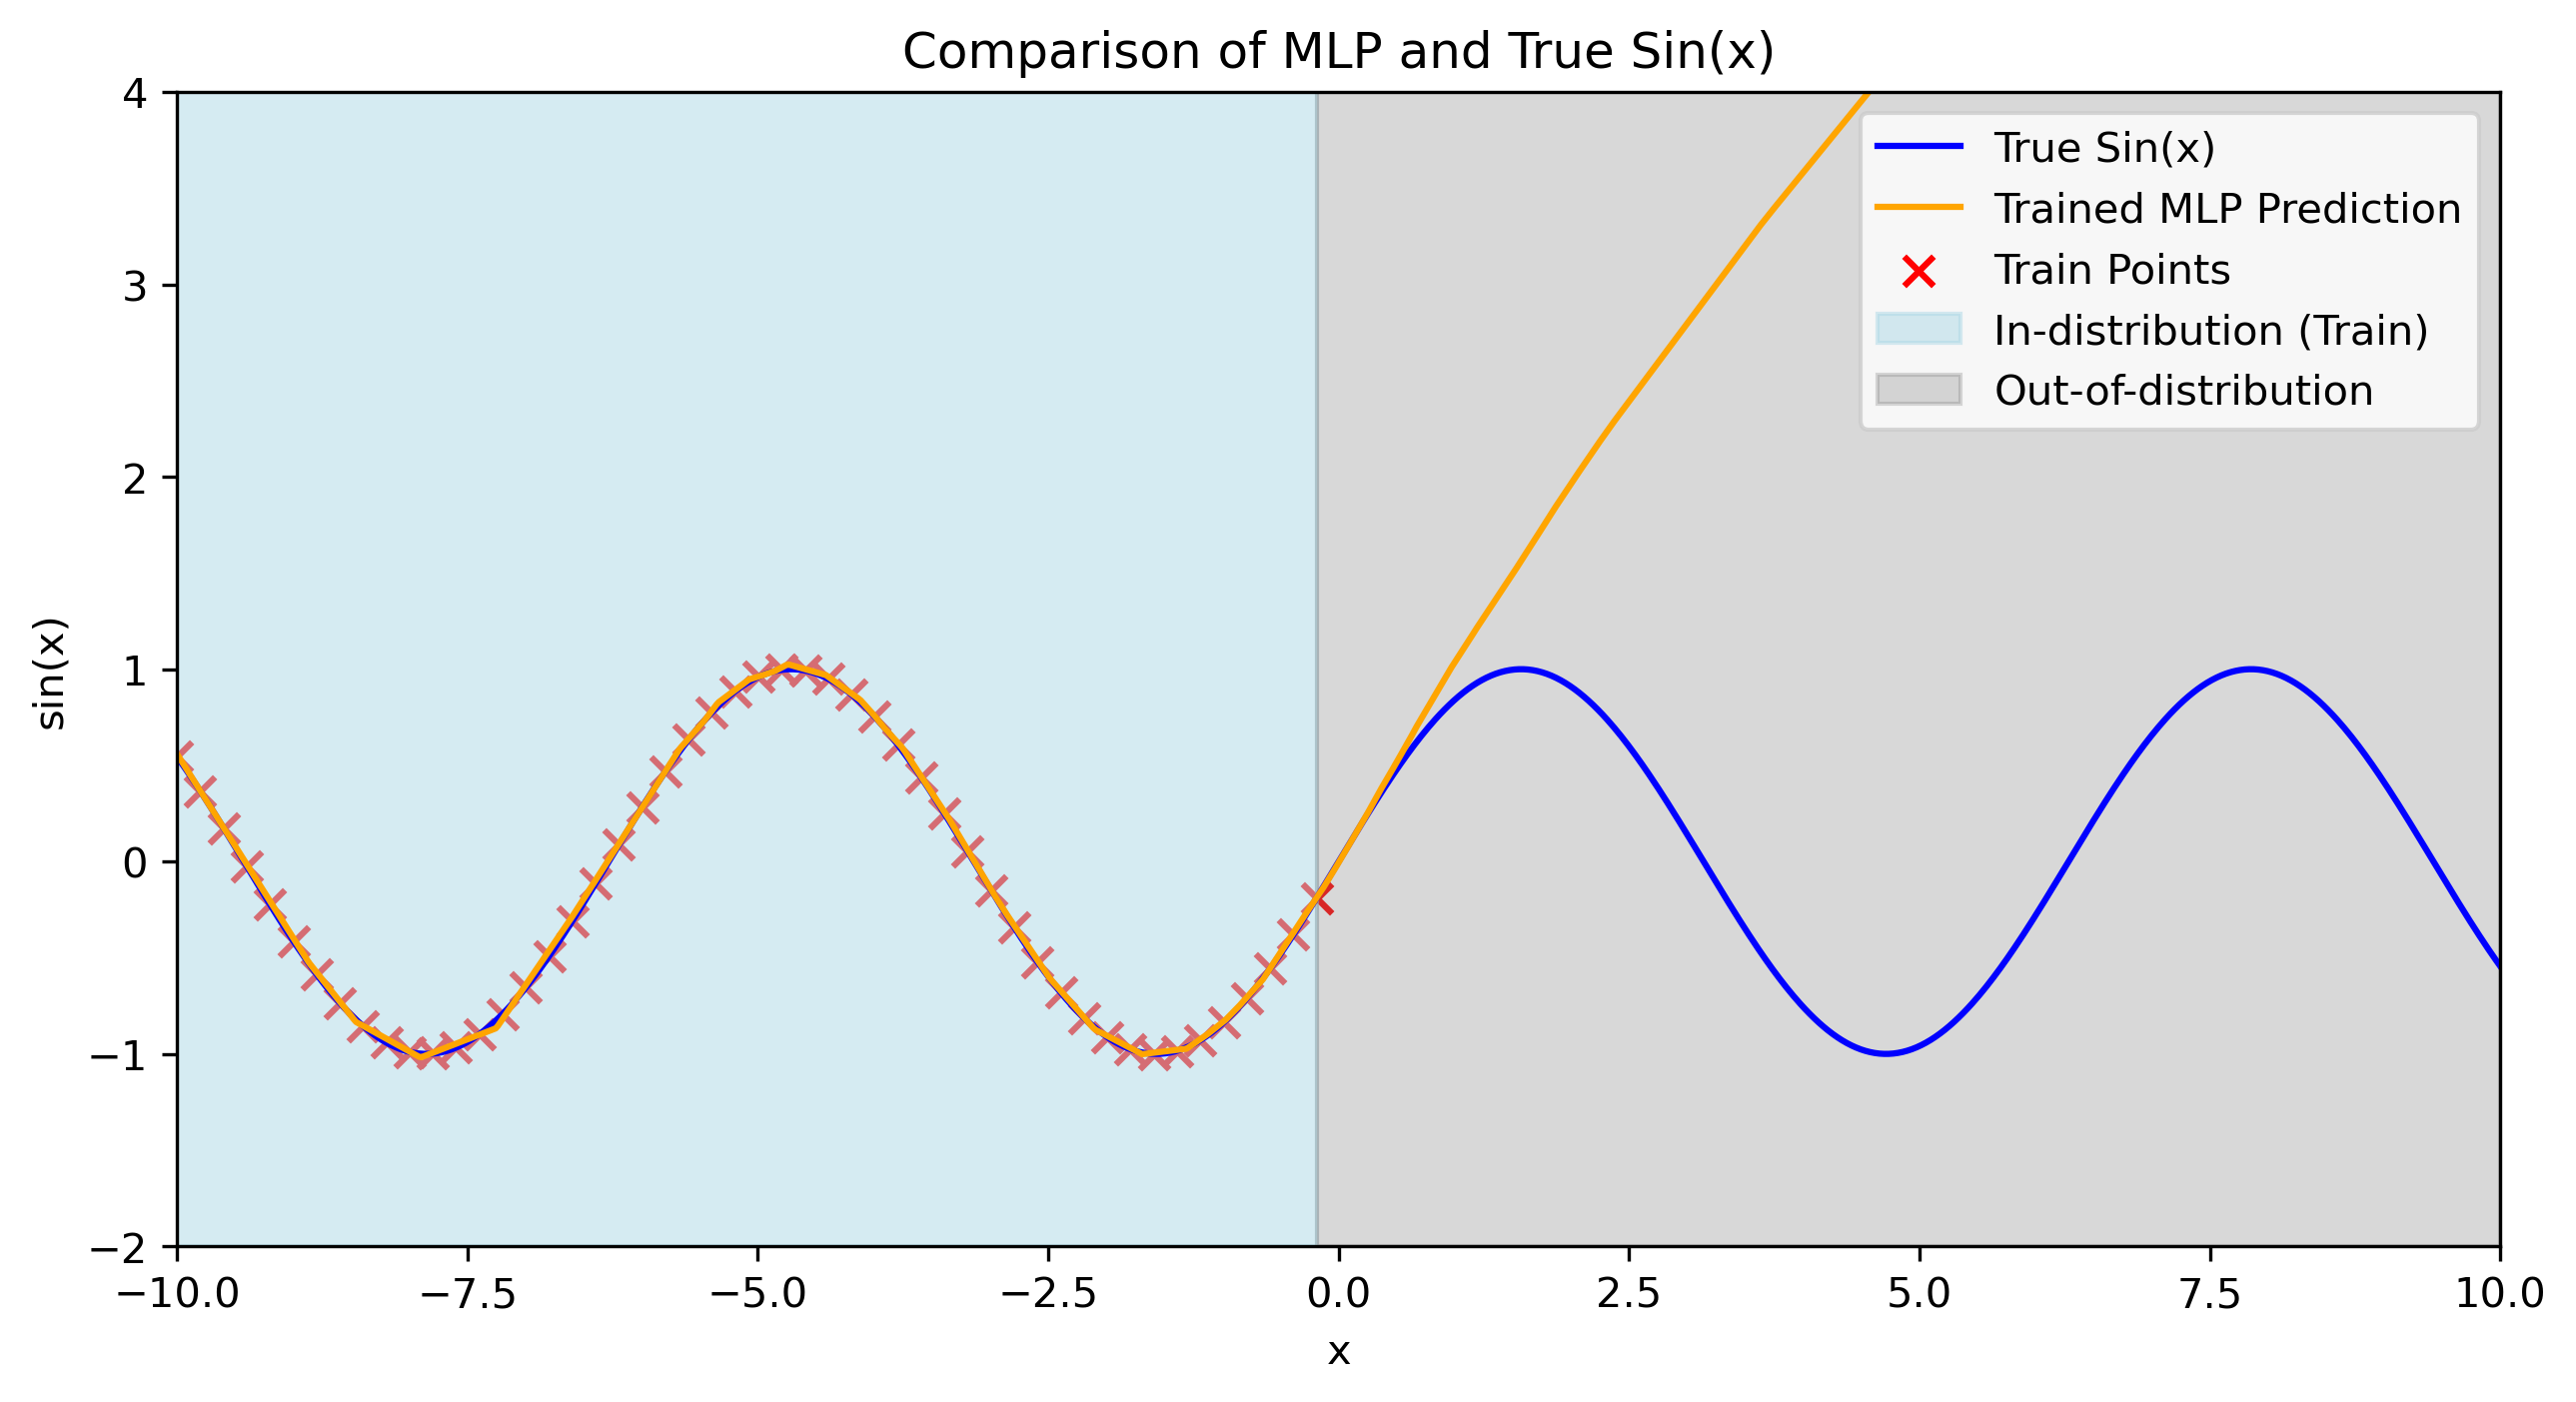 Comparison of MLP and True Sin(x)
4
3
2
1
0
−1
−2
sin(x)
True Sin(x)
Trained MLP Prediction
Train Points
In-distribution (Train)
Out-of-distribution
−10.0 −7.5 −5.0 −2.5 0.0 2.5 5.0 7.5 10.0
x